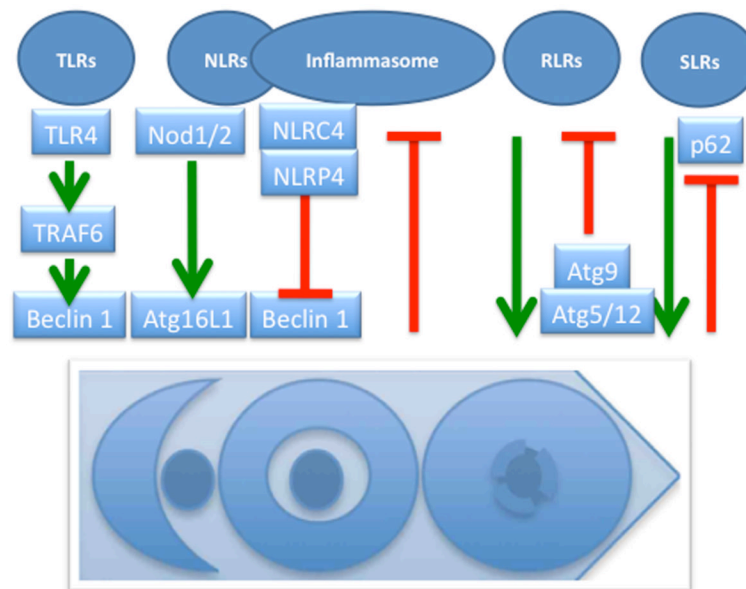 TLRs
NLRs
Inflammasome
RLRs
SLRs
TLR4
Nod1/2
NLRC4
p62
NLRP4
TRAF6
Atg9
Beclin 1
Atg16L1
Beclin 1
Atg5/12